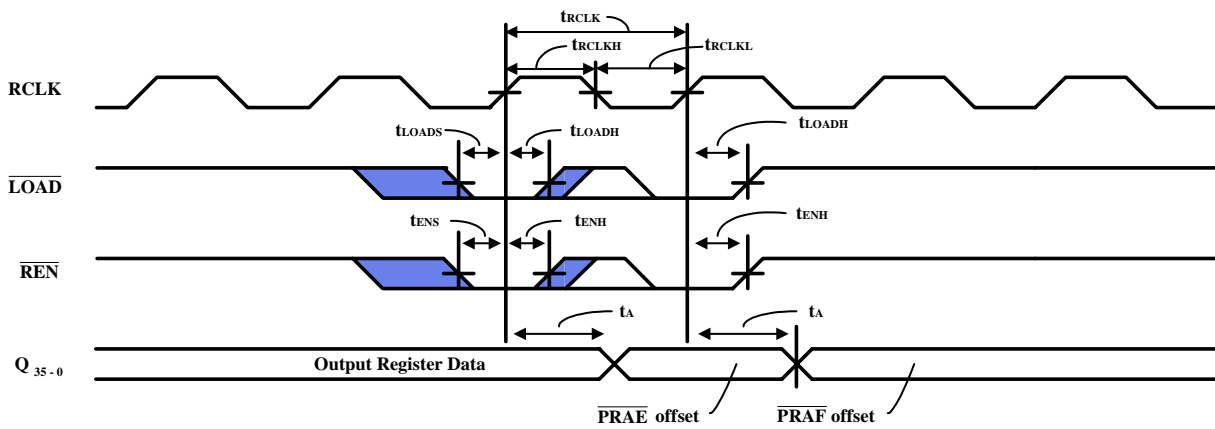 tRCLK
tRCLKH
tRCLKL
RCLK
tLOADS
tLOADH
tLOADH
LOAD
tENS
tENH
tENH
REN
tA
tA
Q 35 - 0
Output Register Data
PRAE offset
PRAF offset